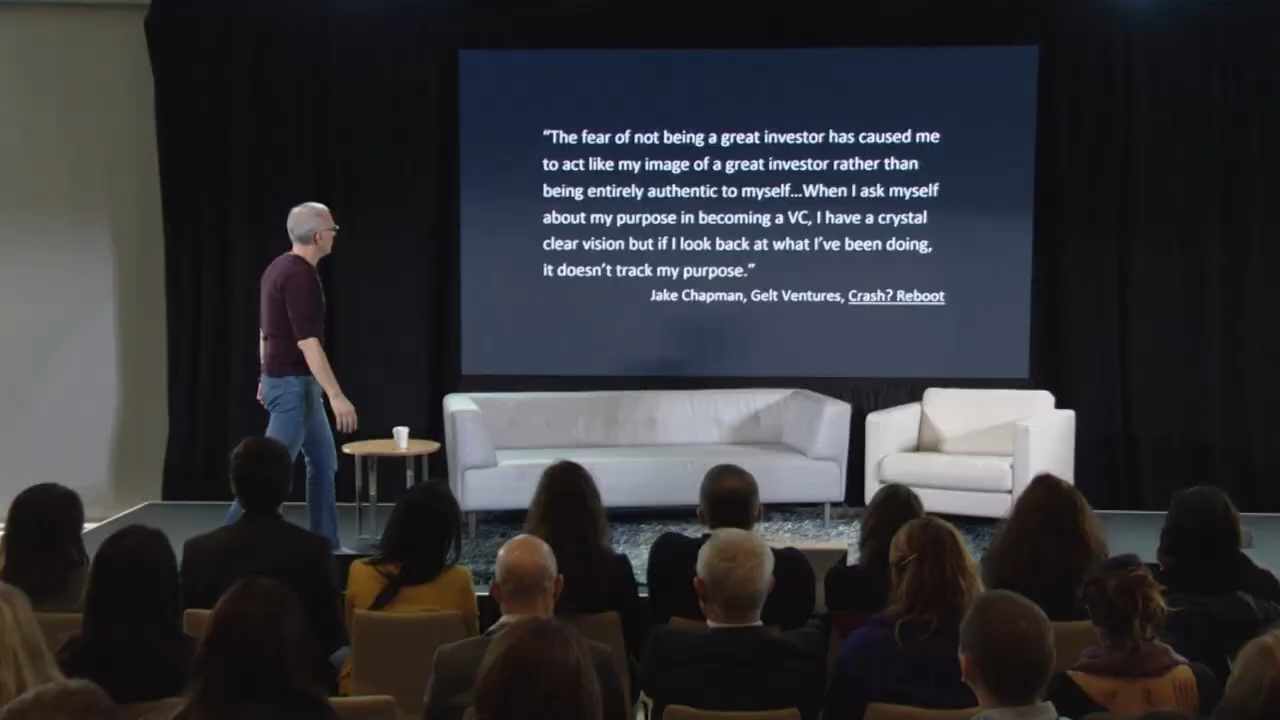 “The fear of not being a great investor has caused me
to act like my image of a great investor rather than
being entirely authentic to myself...When I ask myself
about my purpose in becoming a VC, I have a crystal
clear vision but if I look back at what I’ve been doing,
it doesn’t track my purpose.”
Jake Chapman, Gelt Ventures, Crash? Reboot